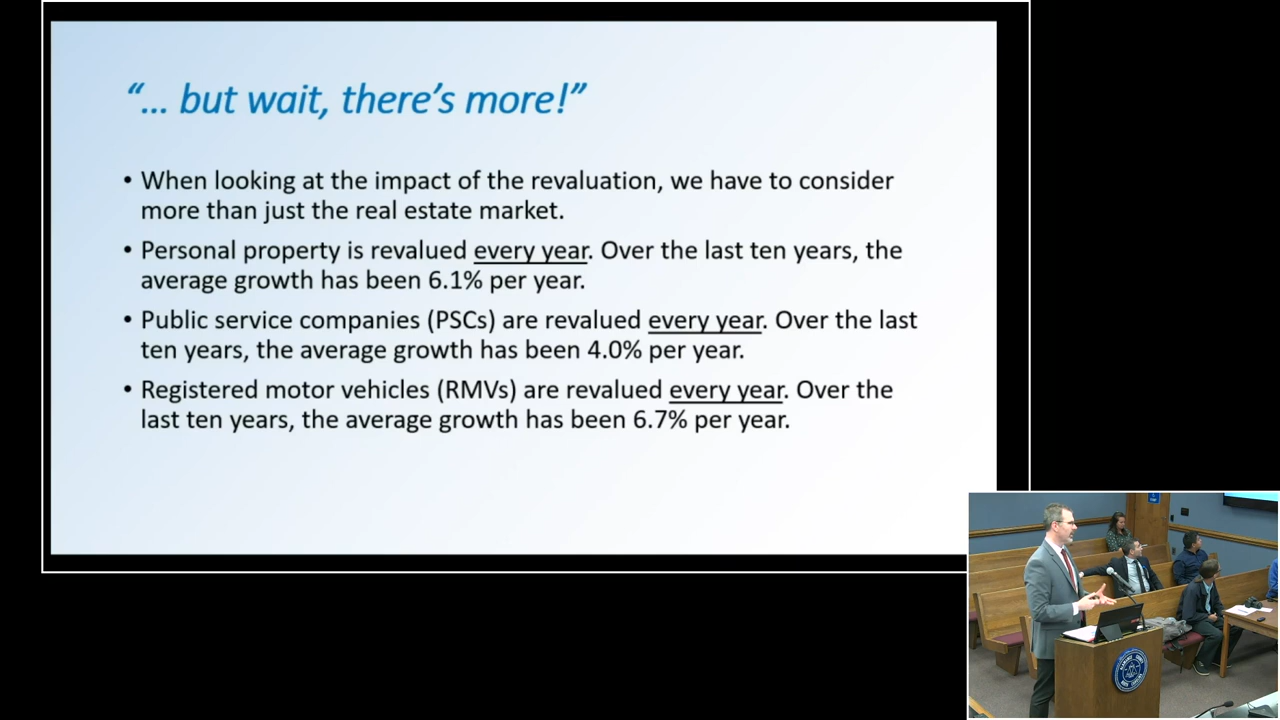 “... but wait, there’s more!”
• When looking at the impact of the revaluation, we have to consider
more than just the real estate market.
• Personal property is revalued every year. Over the last ten years, the
average growth has been 6.1% per year.
• Public service companies (PSCs) are revalued every year. Over the last
ten years, the average growth has been 4.0% per year.
• Registered motor vehicles (RMVs) are revalued every year. Over the
last ten years, the average growth has been 6.7% per year.